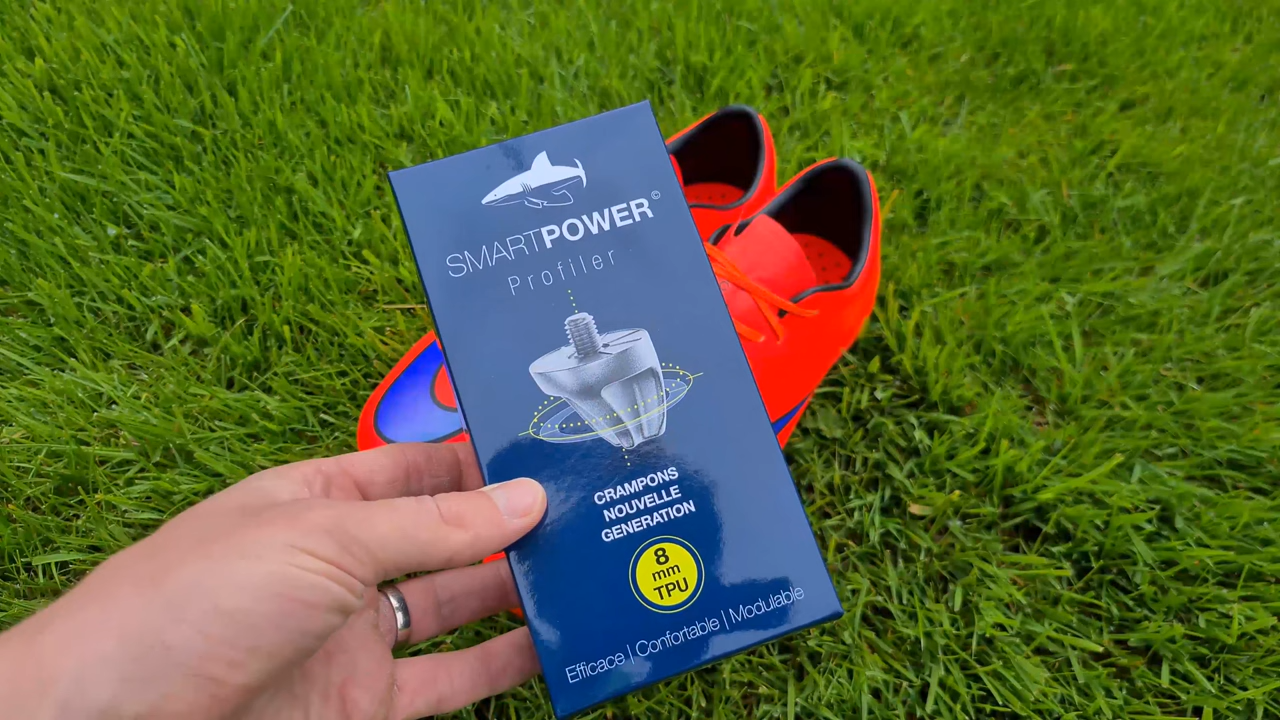 SMARTPOWER©
Profiler
CRAMPONS
NOUVELLE
GENERATION
8
mm
TPU
Efficace | Confortable | Modulable